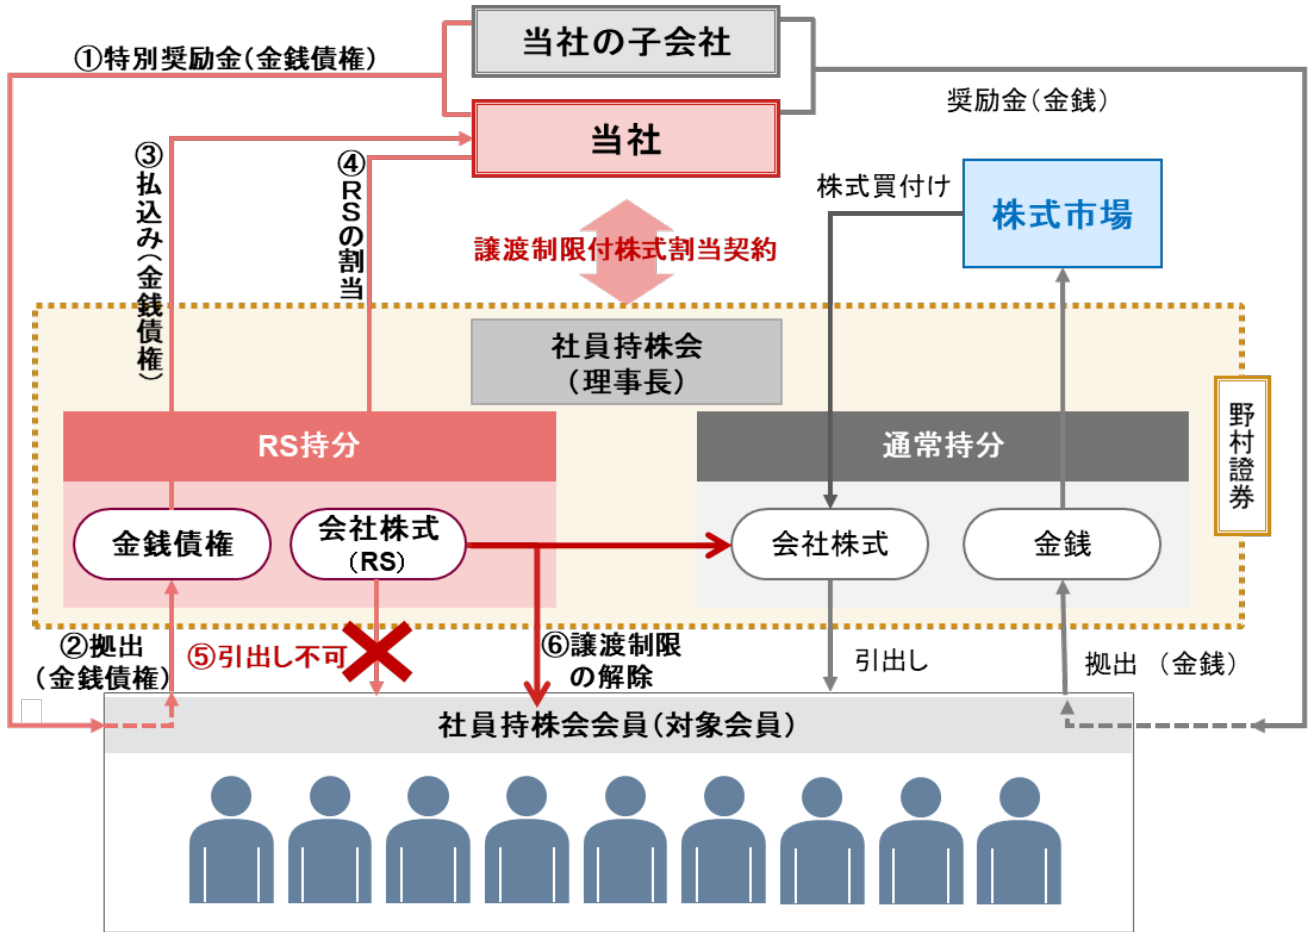 当社の子会社
①特別奨励金(金銭債権)
奨励金(金銭)
当社
③払込み(金銭債権)
④RSの割当
株式買付け
株式市場
譲渡制限付株式割当契約
社員持株会
(理事長)
野村證券
RS持分
通常持分
金銭債権
会社株式
(RS)
会社株式
金銭
②拠出
(金銭債権)
⑤引出し不可
⑥譲渡制限
の解除
引出し
拠出 (金銭)
社員持株会会員(対象会員)